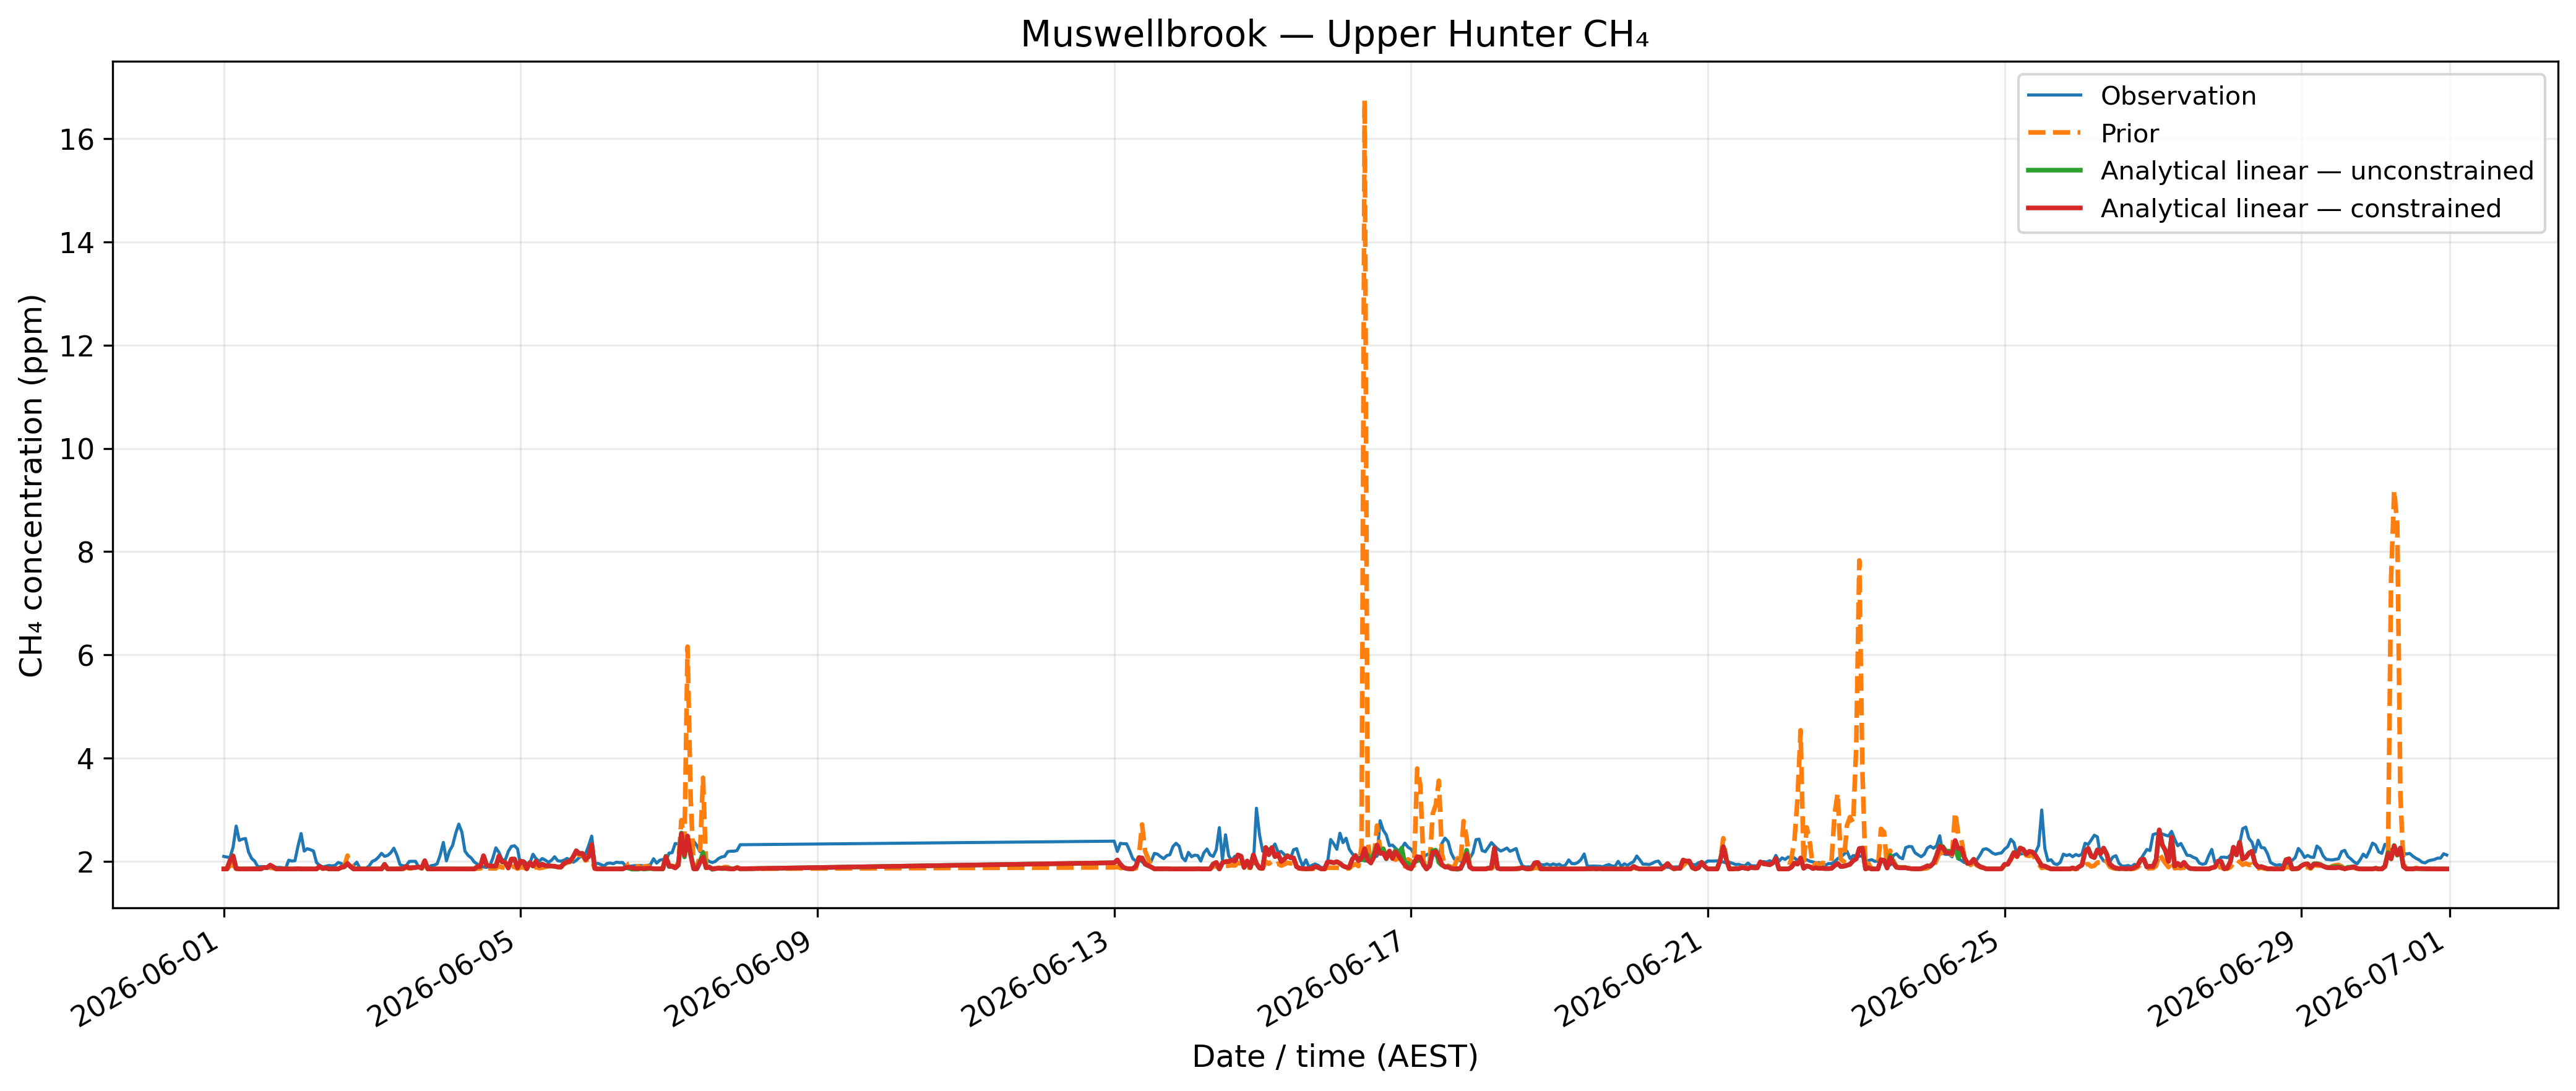 Muswellbrook — Upper Hunter CH₄
Observation
Prior
Analytical linear — unconstrained
Analytical linear — constrained
CH₄ concentration (ppm)
16
14
12
10
8
6
4
2
2026-06-01
2026-06-05
2026-06-09
2026-06-13
2026-06-17
2026-06-21
2026-06-25
2026-06-29
2026-07-01
Date / time (AEST)